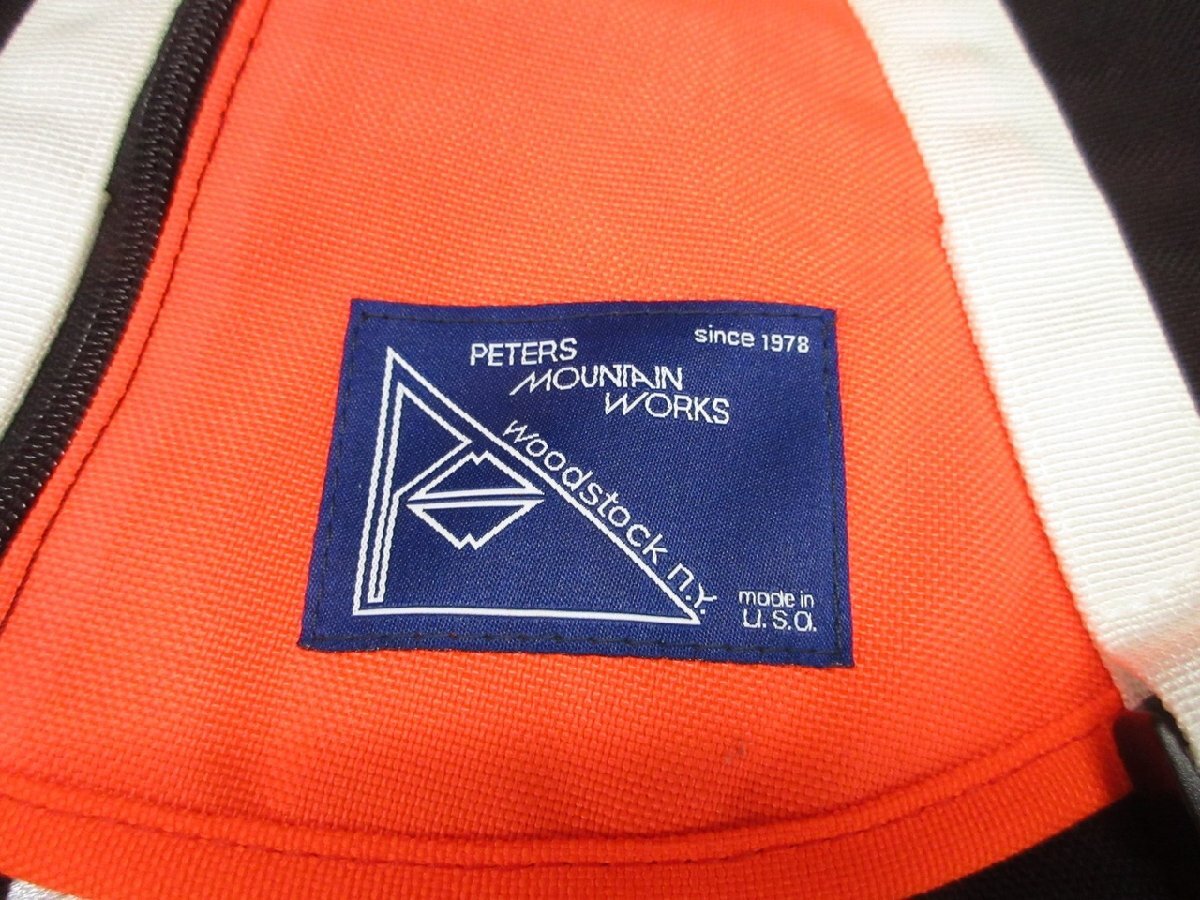 since 1978
PETERS
MOUNTAIN
WORKS
woodstock n.y.
made in
u.s.a.